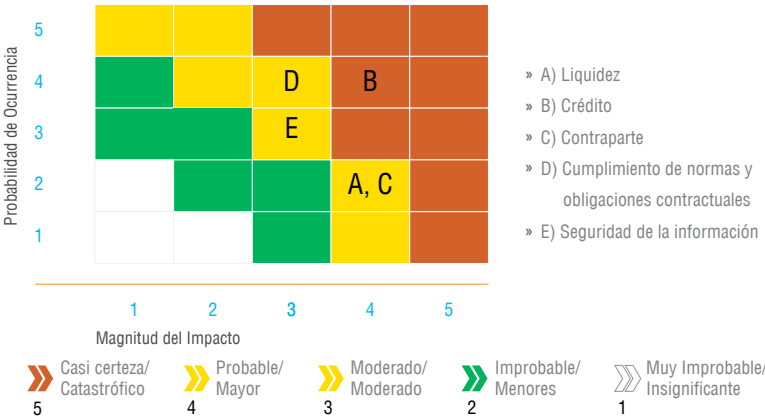 Probabilidad de Ocurrencia
5
4
3
2
1
D
B
E
A, C
1
2
3
4
5
Magnitud del Impacto
» A) Liquidez
» B) Crédito
» C) Contraparte
» D) Cumplimiento de normas y
obligaciones contractuales
» E) Seguridad de la información
Casi certeza/
Catastrófico
5
Probable/
Mayor
4
Moderado/
Moderado
3
Improbable/
Menores
2
Muy Improbable/
Insignificante
1